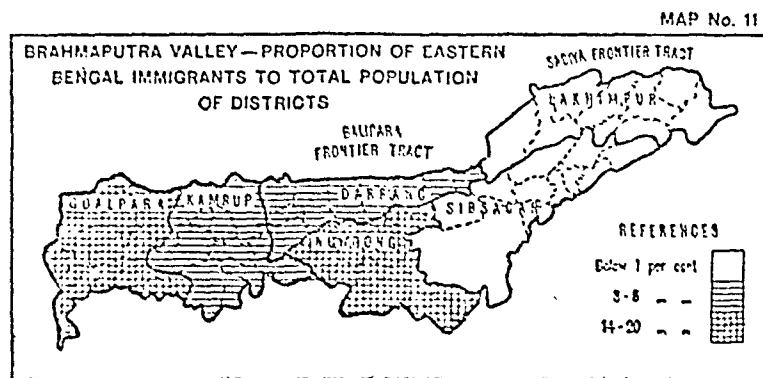 MAP No. 11
BRAHMAPUTRA VALLEY—PROPORTION OF EASTERN
BENGAL IMMIGRANTS TO TOTAL POPULATION
OF DISTRICTS
SADIYA FRONTIER TRACT
LAKHIMPUR
BALIPARA
FRONTIER TRACT
GOALPARA
KAMRUP
DARRANG
SIBSAGAR
NOWGONG
REFERENCES
Below 1 per cent
3-8 " "
14-20 " "